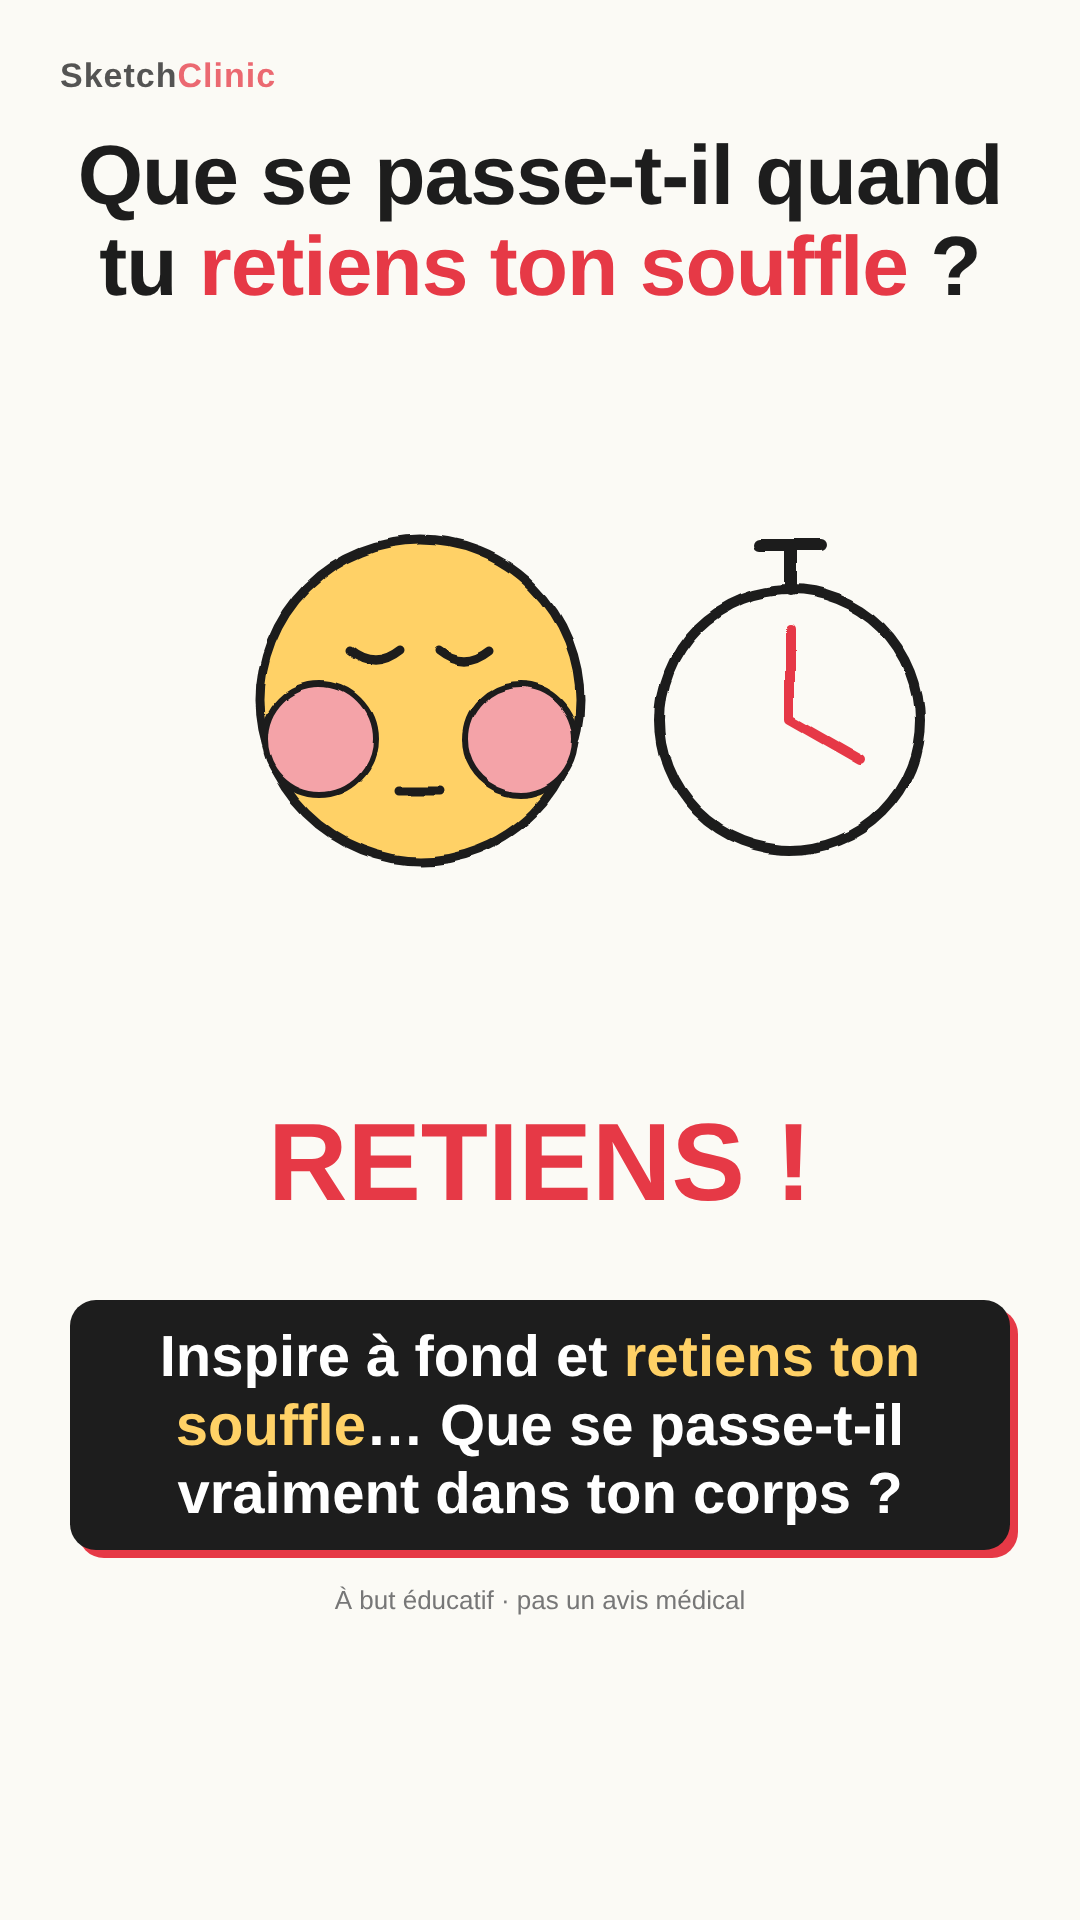 SketchClinic
Que se passe-t-il quand
tu retiens ton souffle ?
RETIENS !
Inspire à fond et retiens ton
souffle… Que se passe-t-il
vraiment dans ton corps ?
À but éducatif · pas un avis médical